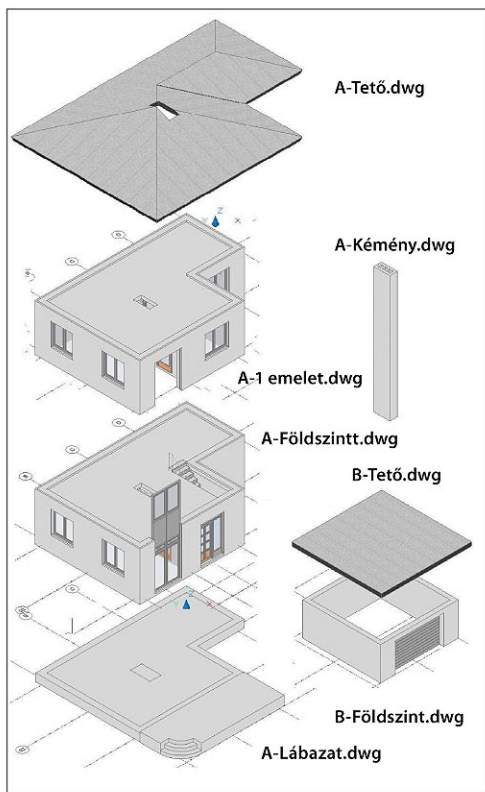 A-Tető.dwg
A-Kémény.dwg
A-1 emelet.dwg
A-Földszintt.dwg
B-Tető.dwg
B-Földszint.dwg
A-Lábazat.dwg